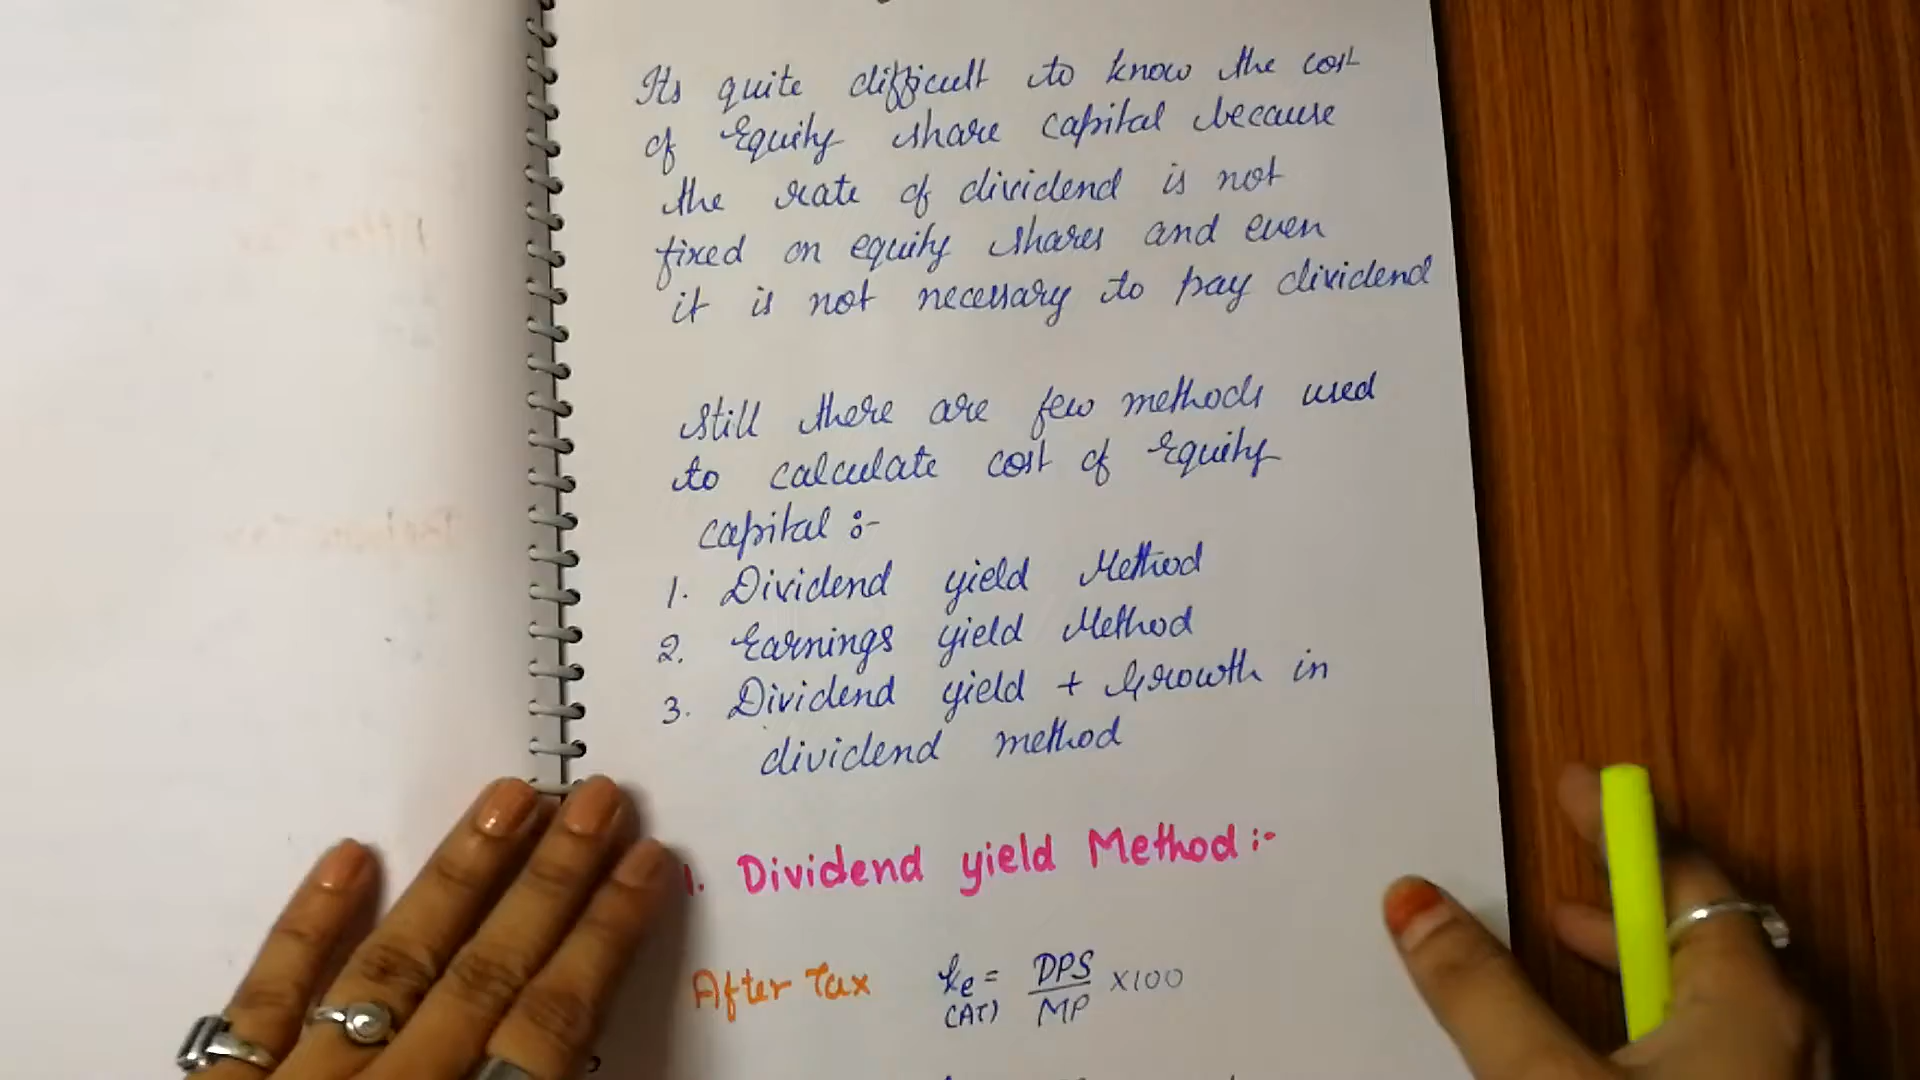 Its quite difficult to know the cost
of Equity share capital because
the rate of dividend is not
fixed on equity shares and even
it is not necessary to pay dividend
Still there are few methods used
to calculate cost of Equity
capital :-
1. Dividend yield Method
2. Earnings yield Method
3. Dividend yield + Growth in
dividend method
1. Dividend yield Method :-
After Tax Ke = DPS/MP X100
(AT)